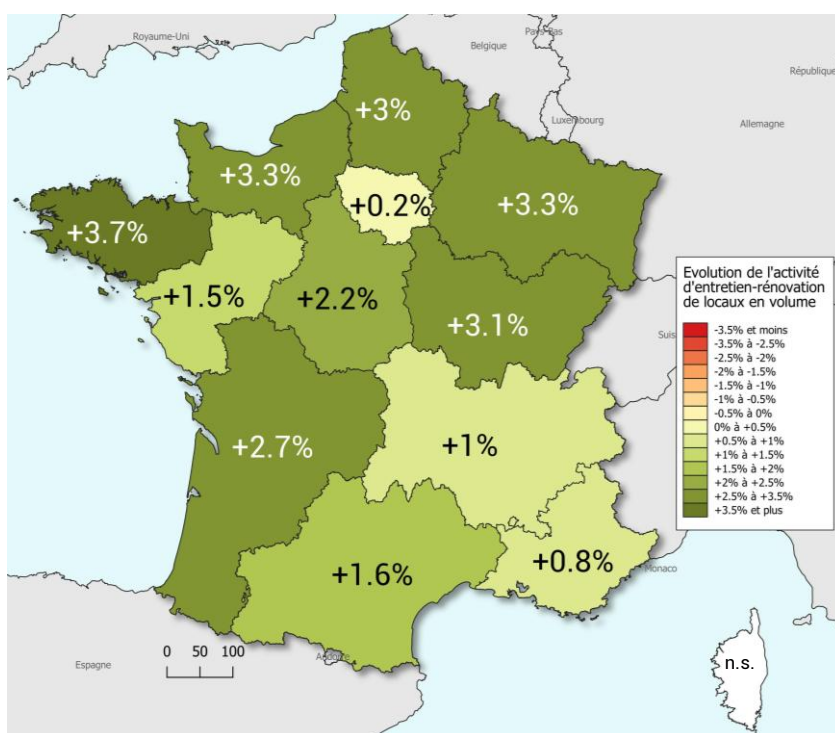 Royaume-Uni
Pays-Bas
Belgique
République
Luxembourg
Allemagne
+3%
+3.3%
+0.2%
+3.3%
+3.7%
+1.5%
+2.2%
+3.1%
Suis
Evolution de l'activité
d'entretien-rénovation
de locaux en volume
-3.5% et moins
-3.5% à -2.5%
-2.5% à -2%
-2% à -1.5%
-1.5% à -1%
-1% à -0.5%
-0.5% à 0%
0% à +0.5%
+0.5% à +1%
+1% à +1.5%
+1.5% à +2%
+2% à +2.5%
+2.5% à +3.5%
+3.5% et plus
+2.7%
+1%
+1.6%
+0.8%
Monaco
0 50 100
Andorre
Espagne
n.s.